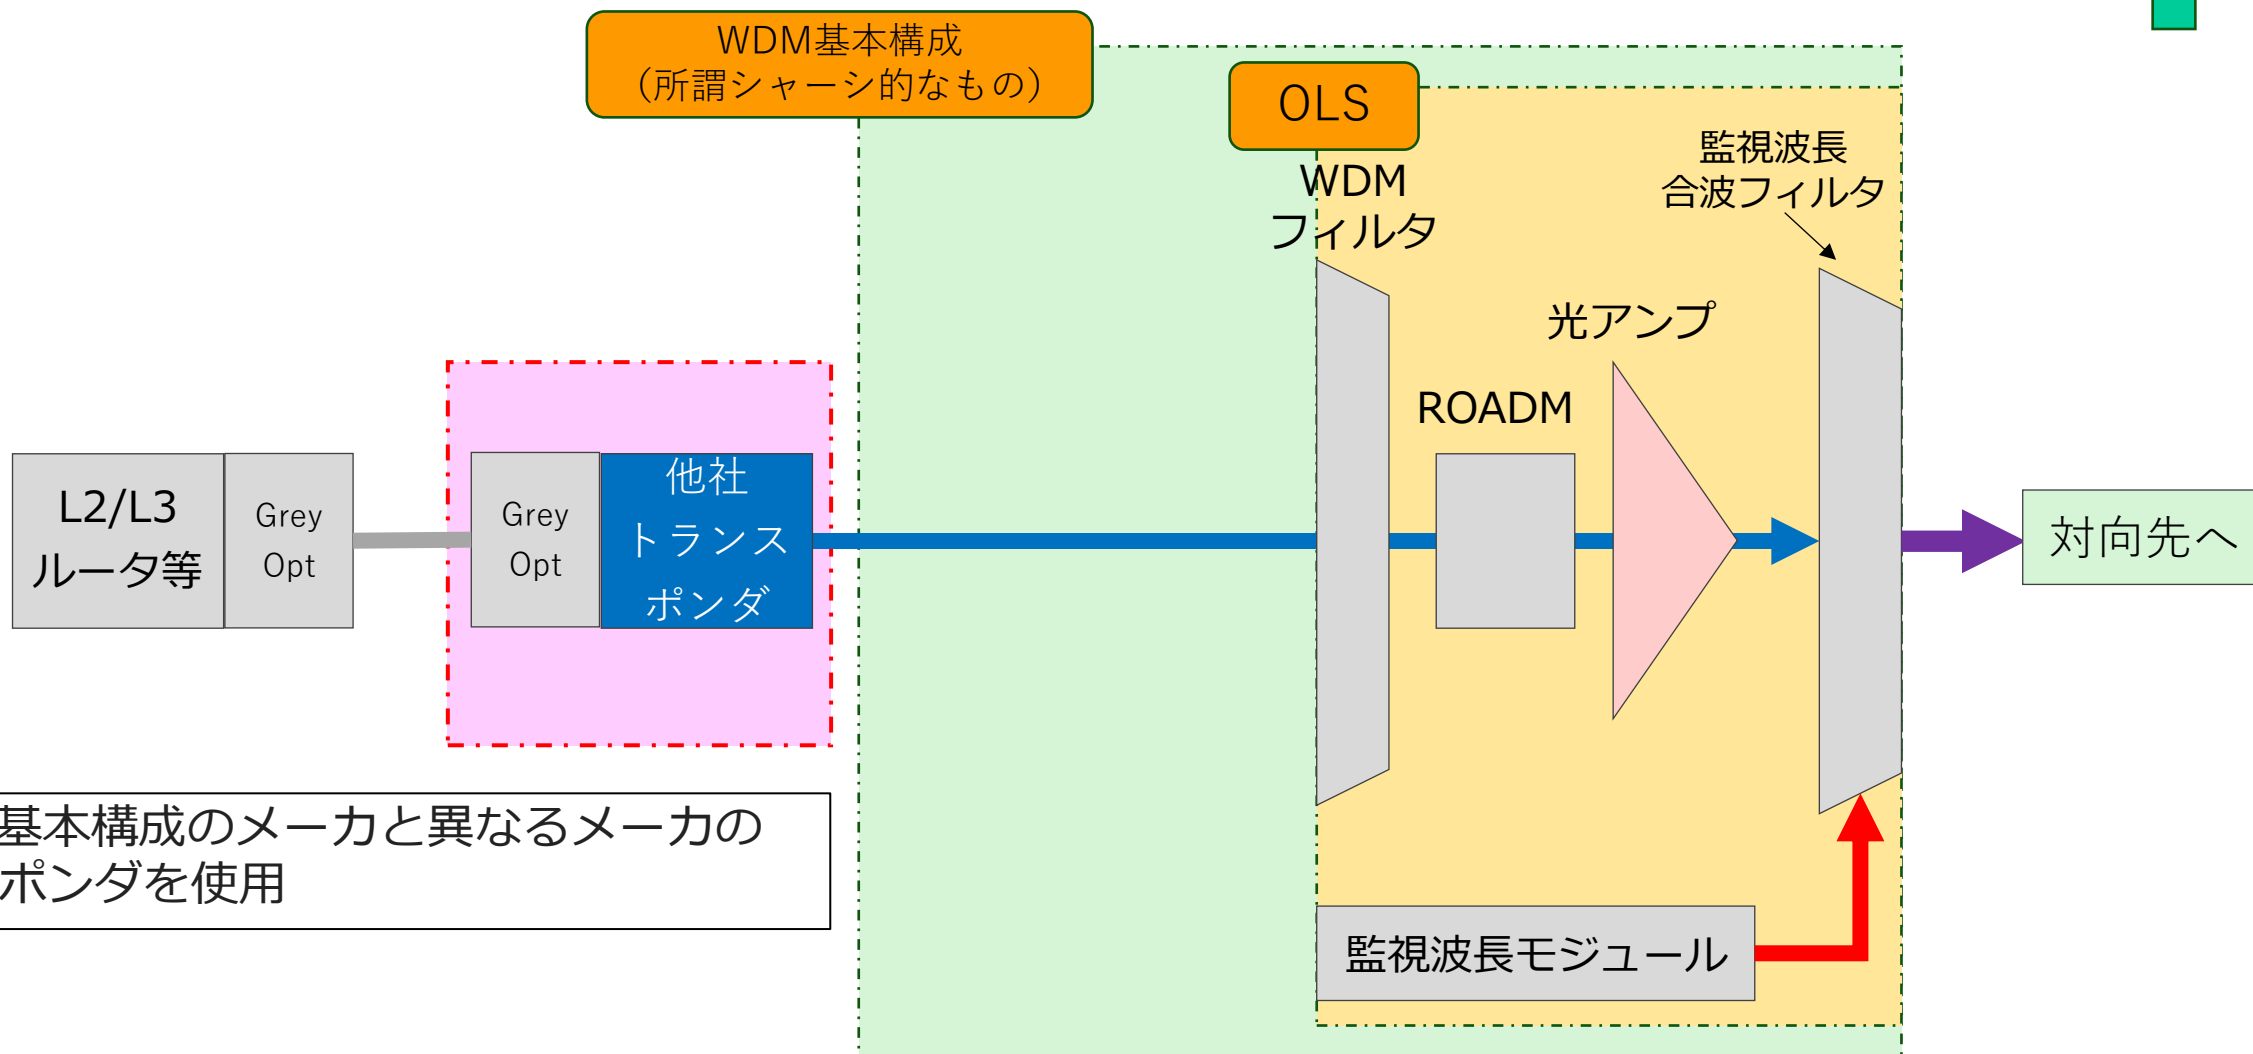 WDM基本構成
（所謂シャーシ的なもの）
OLS
WDM
フィルタ
監視波長
合波フィルタ
光アンプ
ROADM
L2/L3
ルータ等
Grey
Opt
Grey
Opt
他社
トランス
ポンダ
対向先へ
基本構成のメーカと異なるメーカの
ポンダを使用
監視波長モジュール